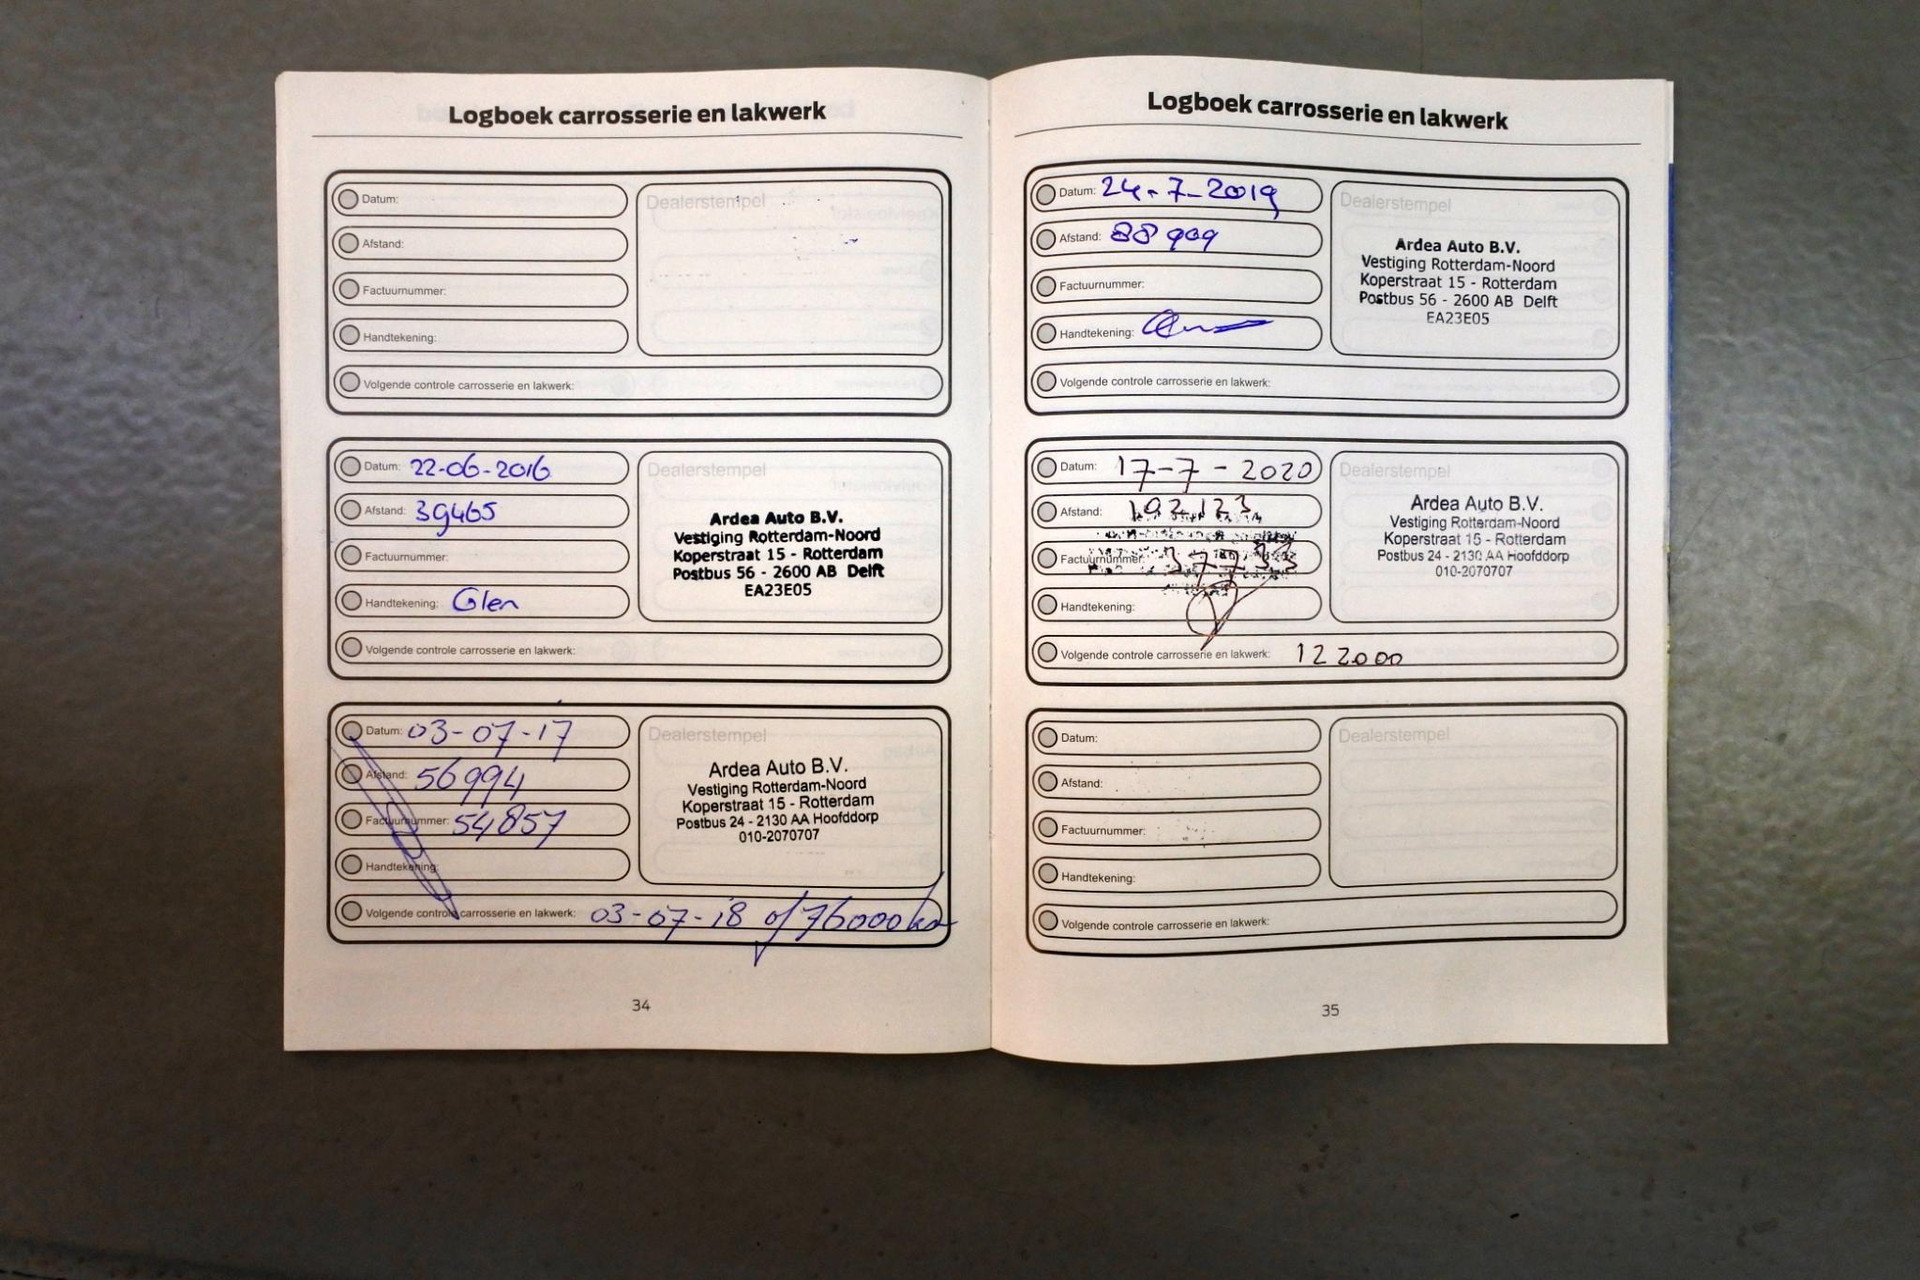 Logboek carrosserie en lakwerk
Datum:
Afstand:
Factuurnummer:
Handtekening:
Dealerstempel
Volgende controle carrosserie en lakwerk:
Datum: 22-06-2016
Afstand: 39465
Factuurnummer:
Handtekening: Glen
Dealerstempel
Ardea Auto B.V.
Vestiging Rotterdam-Noord
Koperstraat 15 - Rotterdam
Postbus 56 - 2600 AB Delft
EA23E05
Volgende controle carrosserie en lakwerk:
Datum: 03-07-17
Afstand: 56994
Factuurnummer: 54857
Handtekening:
Dealerstempel
Ardea Auto B.V.
Vestiging Rotterdam-Noord
Koperstraat 15 - Rotterdam
Postbus 24 - 2130 AA Hoofddorp
010-2070707
Volgende controle carrosserie en lakwerk: 03-07-18 of 76000 km
34
Logboek carrosserie en lakwerk
Datum: 24-7-2019
Afstand: 88909
Factuurnummer:
Handtekening:
Dealerstempel
Ardea Auto B.V.
Vestiging Rotterdam-Noord
Koperstraat 15 - Rotterdam
Postbus 56 - 2600 AB Delft
EA23E05
Volgende controle carrosserie en lakwerk:
Datum: 17-7-2020
Afstand: 102123
Factuurnummer:
Handtekening:
Dealerstempel
Ardea Auto B.V.
Vestiging Rotterdam-Noord
Koperstraat 15 - Rotterdam
Postbus 24 - 2130 AA Hoofddorp
010-2070707
Volgende controle carrosserie en lakwerk: 122000
Datum:
Afstand:
Factuurnummer:
Handtekening:
Dealerstempel
Volgende controle carrosserie en lakwerk:
35